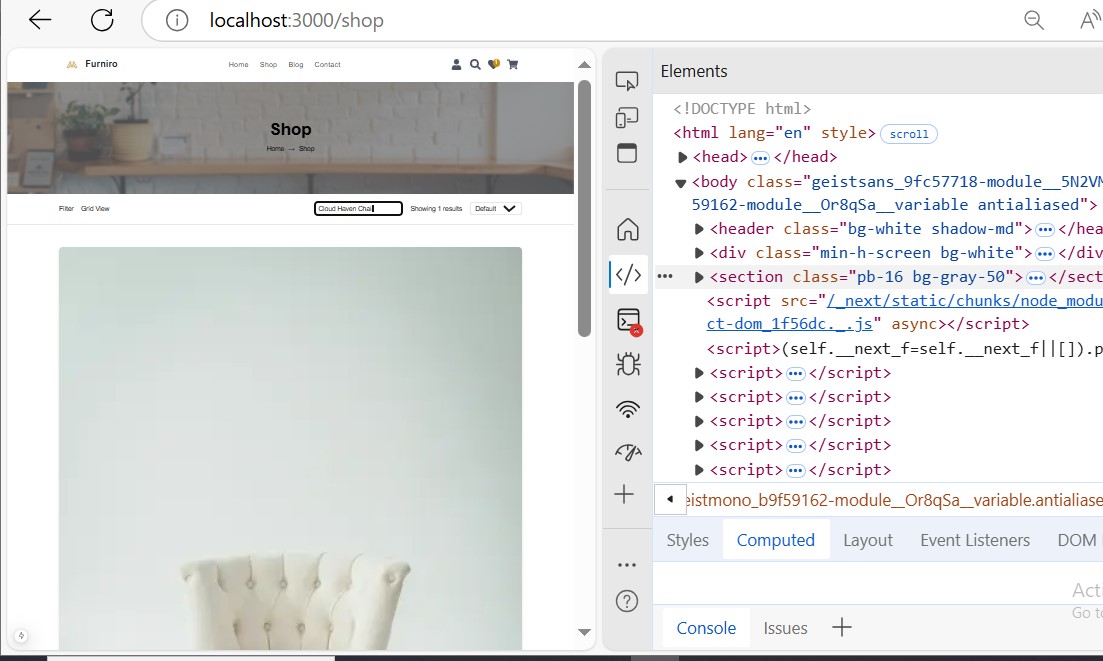 localhost:3000/shop
Furniro
Home Shop Blog Contact
Shop
Home → Shop
Filter Grid View
Cloud Haven Chai
Showing 1 results
Default
Elements
<!DOCTYPE html>
<html lang="en" style> scroll
<head> ••• </head>
<body class="geistsans_9fc57718-module__5N2VM
59162-module__Or8qSa__variable antialiased">
<header class="bg-white shadow-md"> ••• </hea
<div class="min-h-screen bg-white"> ••• </div
••• <section class="pb-16 bg-gray-50"> ••• </sect
<script src="/_next/static/chunks/node_modu
ct-dom_1f56dc._.js" async></script>
<script>(self.__next_f=self.__next_f||[]).p
<script> ••• </script>
<script> ••• </script>
<script> ••• </script>
<script> ••• </script>
<script> ••• </script>
eistmono_b9f59162-module__Or8qSa__variable.antialiase
Styles Computed Layout Event Listeners DOM
Acti
Go to
Console Issues